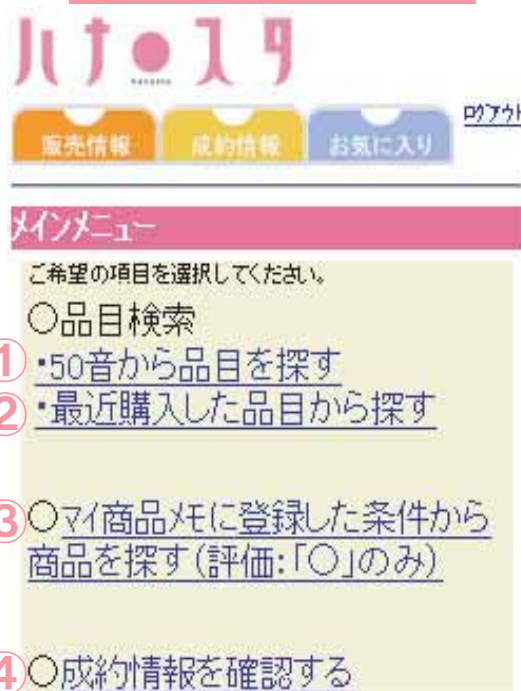 ハナ●スタ
ログアウト
販売情報 成約情報 お気に入り
メインメニュー
ご希望の項目を選択してください。
○品目検索
① ・50音から品目を探す
② ・最近購入した品目から探す
③ ○マイ商品メモに登録した条件から
商品を探す(評価:「○」のみ)
④ ○成約情報を確認する